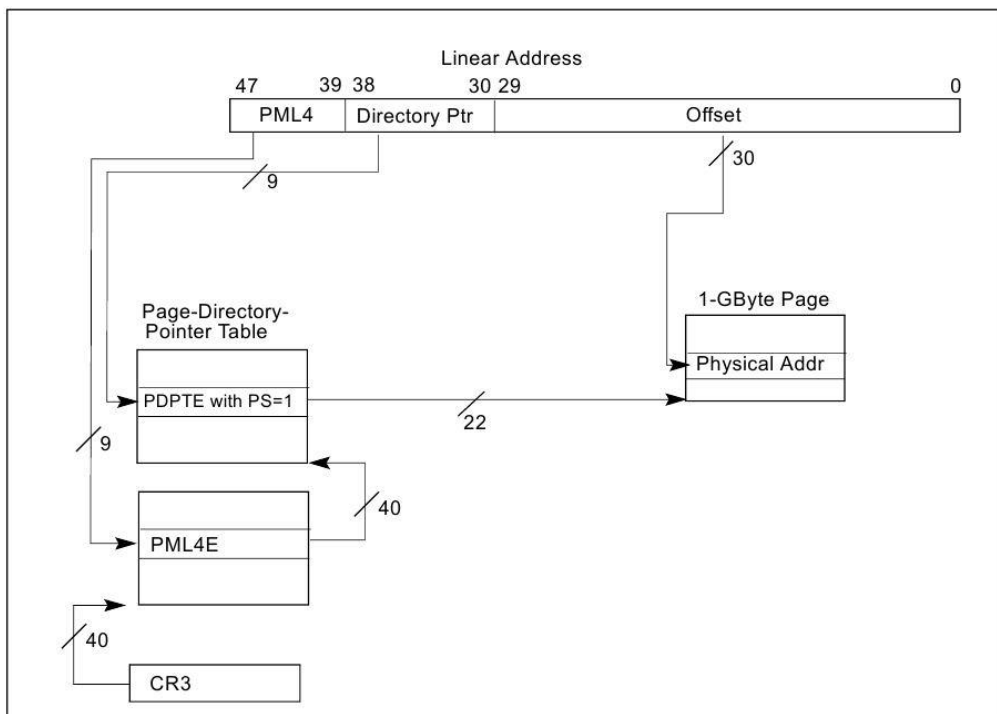 Linear Address
47 39 38 30 29 0
PML4 Directory Ptr Offset
9
30
Page-Directory-
Pointer Table
1-GByte Page
Physical Addr
PDPTE with PS=1
22
9
40
PML4E
40
CR3